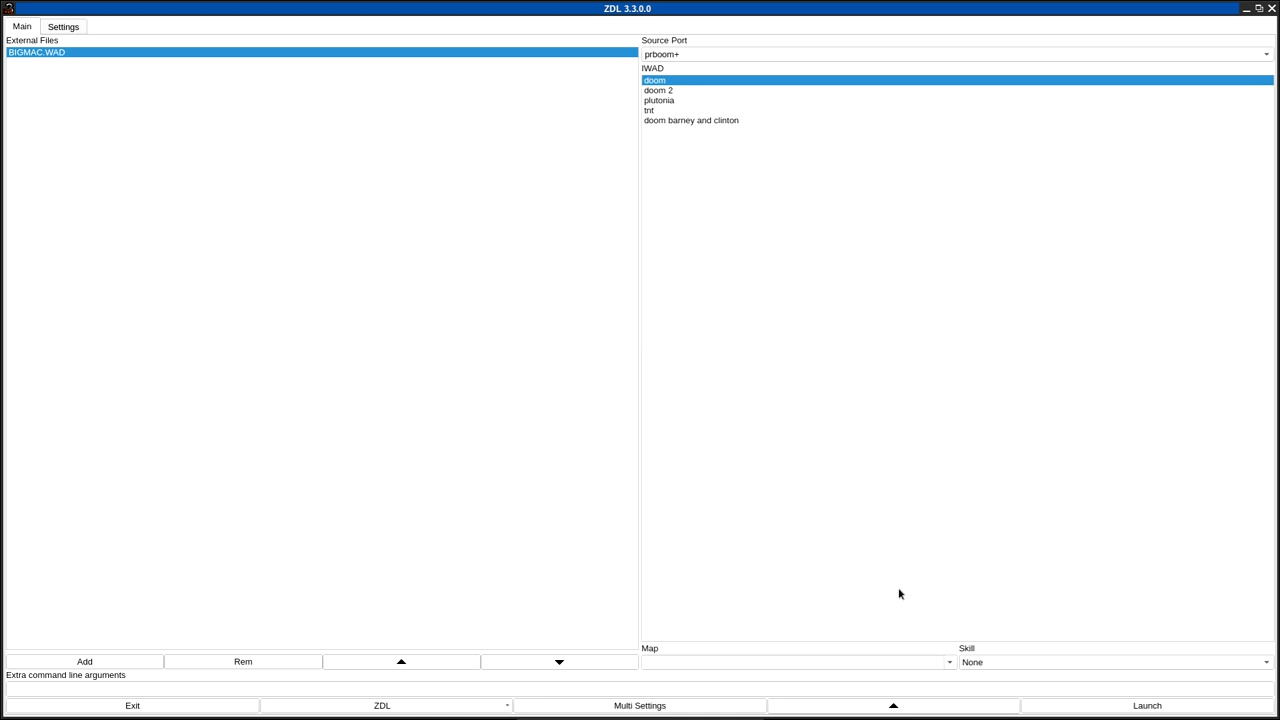 ZDL 3.3.0.0
Main
Settings
External Files
BIGMAC.WAD
Source Port
prboom+
IWAD
doom
doom 2
plutonia
tnt
doom barney and clinton
Add
Rem
Map
Skill
None
Extra command line arguments
Exit
ZDL
Multi Settings
Launch